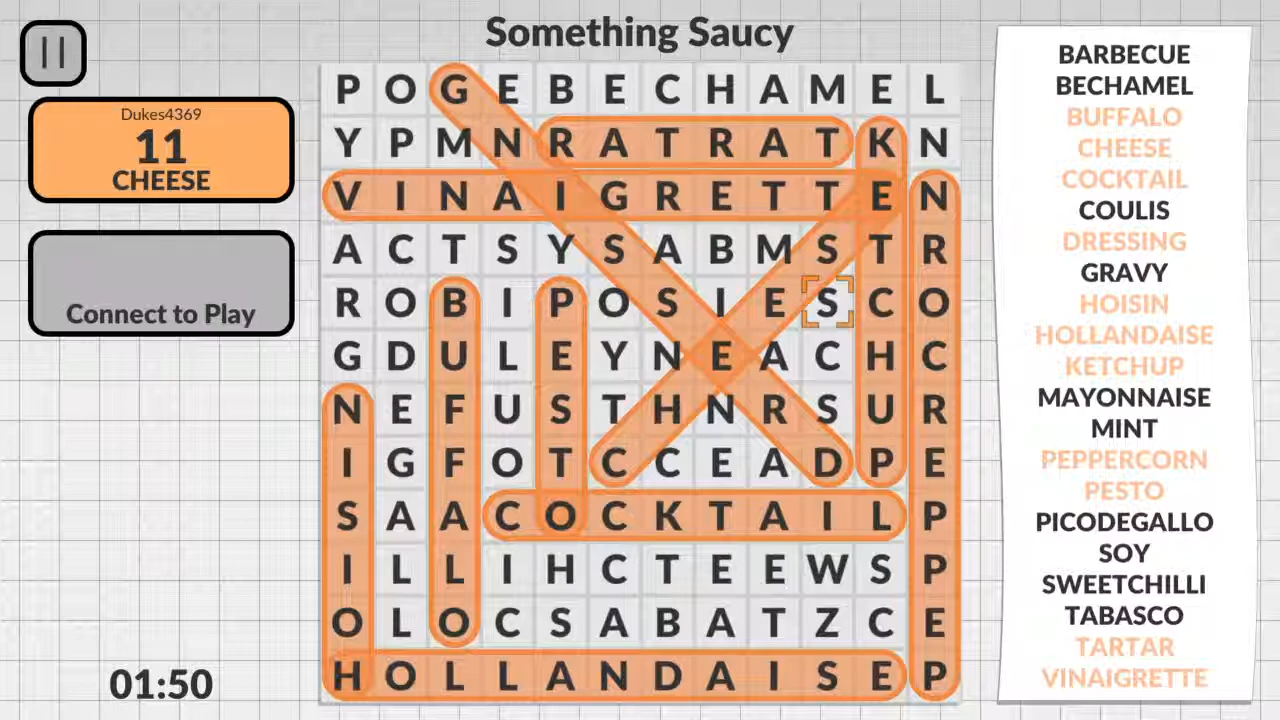 Something Saucy
Dukes4369
11
CHEESE
Connect to Play
01:50
P O G E B E C H A M E L
Y P M N R A T R A T K N
V I N A I G R E T T E N
A C T S Y S A B M S T R
R O B I P O S I E S C O
G D U L E Y N E A C H C
N E F U S T H N R S U R
I G F O T C C E A D P E
S A A C O C K T A I L P
I L L I H C T E E W S P
O L O C S A B A T Z C E
H O L L A N D A I S E P
BARBECUE
BECHAMEL
BUFFALO
CHEESE
COCKTAIL
COULIS
DRESSING
GRAVY
HOISIN
HOLLANDAISE
KETCHUP
MAYONNAISE
MINT
PEPPERCORN
PESTO
PICODEGALLO
SOY
SWEETCHILLI
TABASCO
TARTAR
VINAIGRETTE